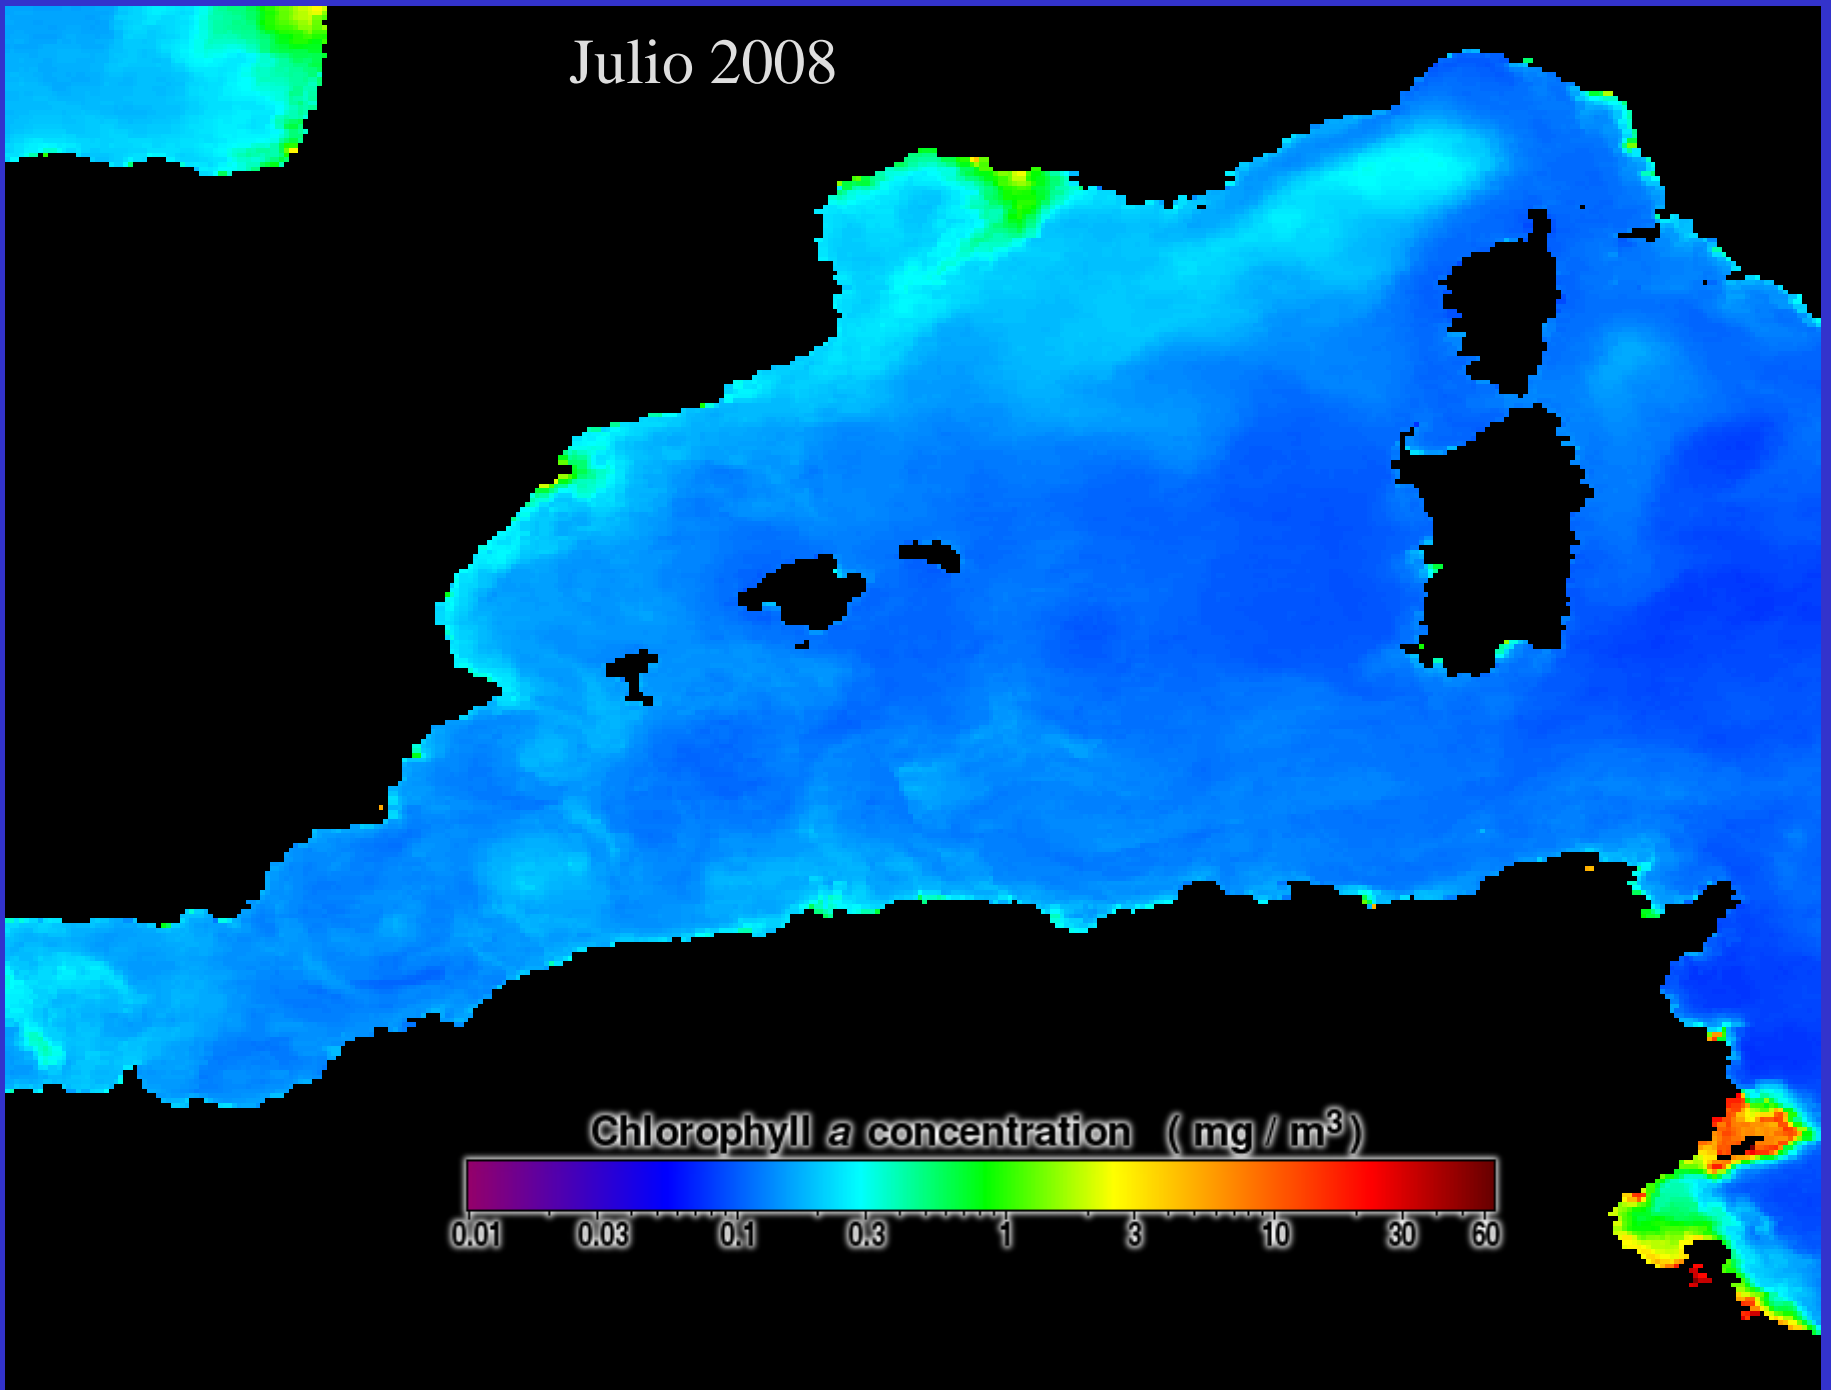 Julio 2008
Chlorophyll a concentration ( mg / m³ )
0.01 0.03 0.1 0.3 1 3 10 30 60